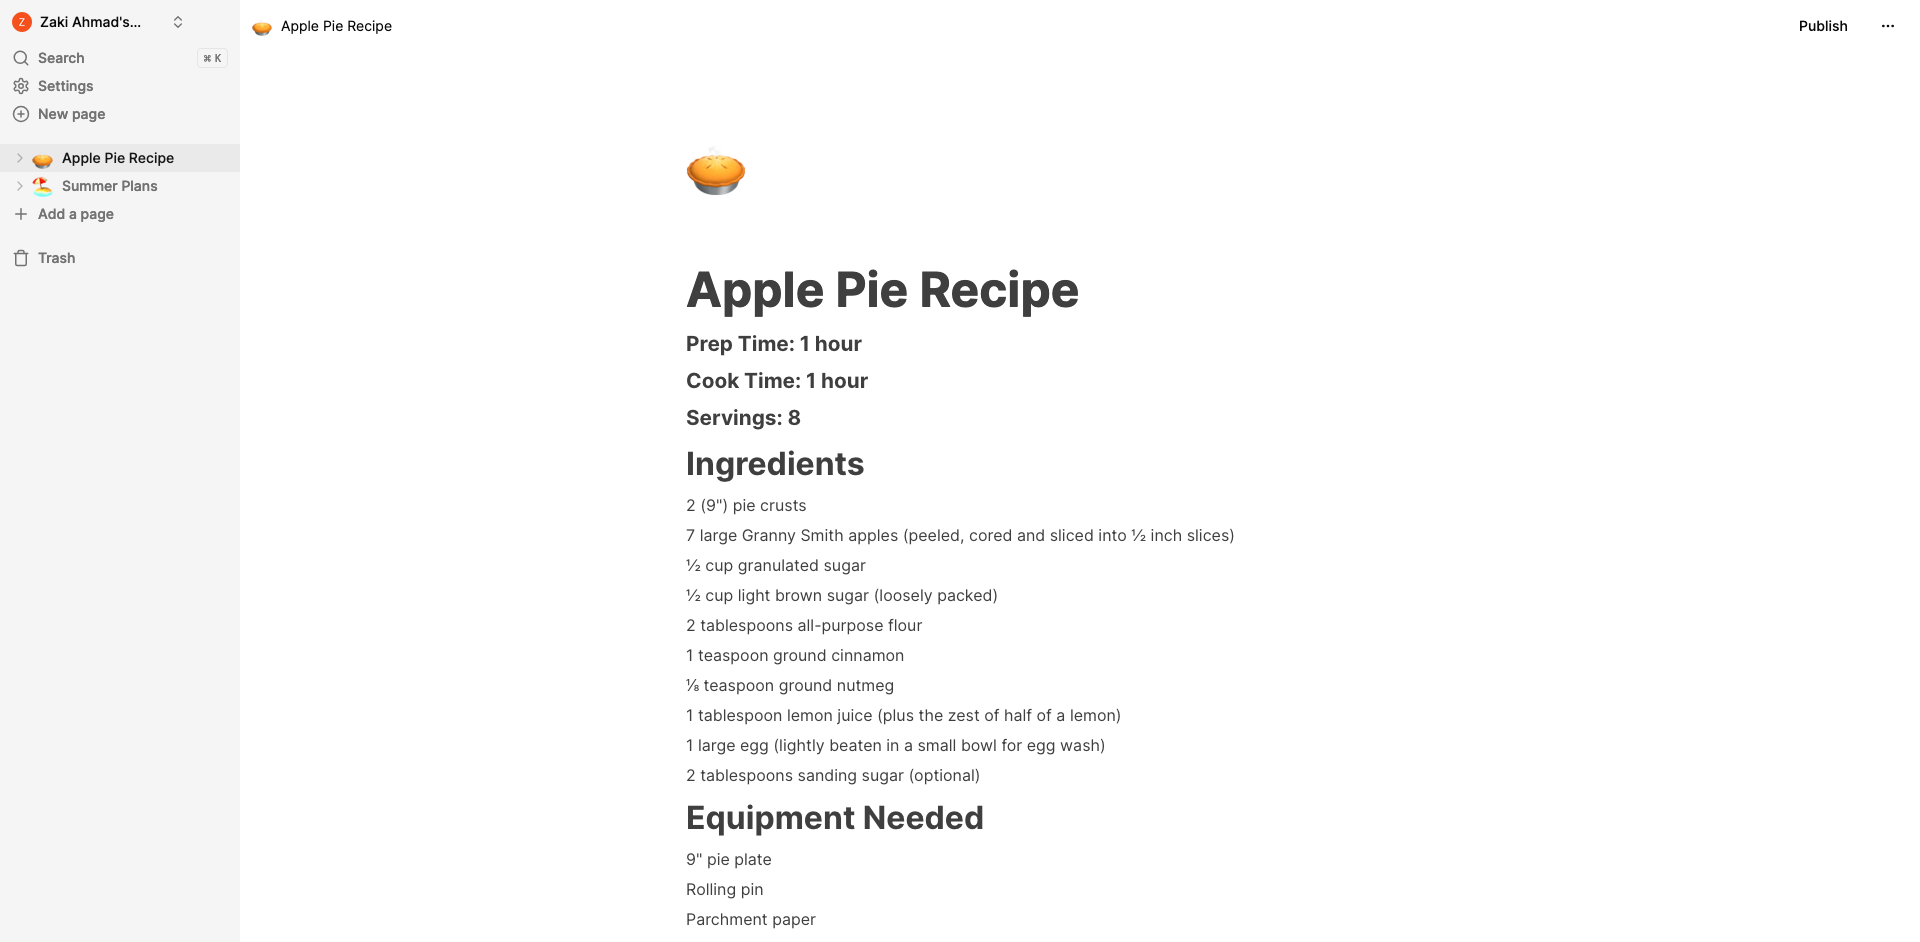 Z Zaki Ahmad's...
Search ⌘ K
Settings
New page
Apple Pie Recipe
Summer Plans
Add a page
Trash
Apple Pie Recipe
Publish
Apple Pie Recipe
Prep Time: 1 hour
Cook Time: 1 hour
Servings: 8
Ingredients
2 (9") pie crusts
7 large Granny Smith apples (peeled, cored and sliced into ½ inch slices)
½ cup granulated sugar
½ cup light brown sugar (loosely packed)
2 tablespoons all-purpose flour
1 teaspoon ground cinnamon
⅛ teaspoon ground nutmeg
1 tablespoon lemon juice (plus the zest of half of a lemon)
1 large egg (lightly beaten in a small bowl for egg wash)
2 tablespoons sanding sugar (optional)
Equipment Needed
9" pie plate
Rolling pin
Parchment paper